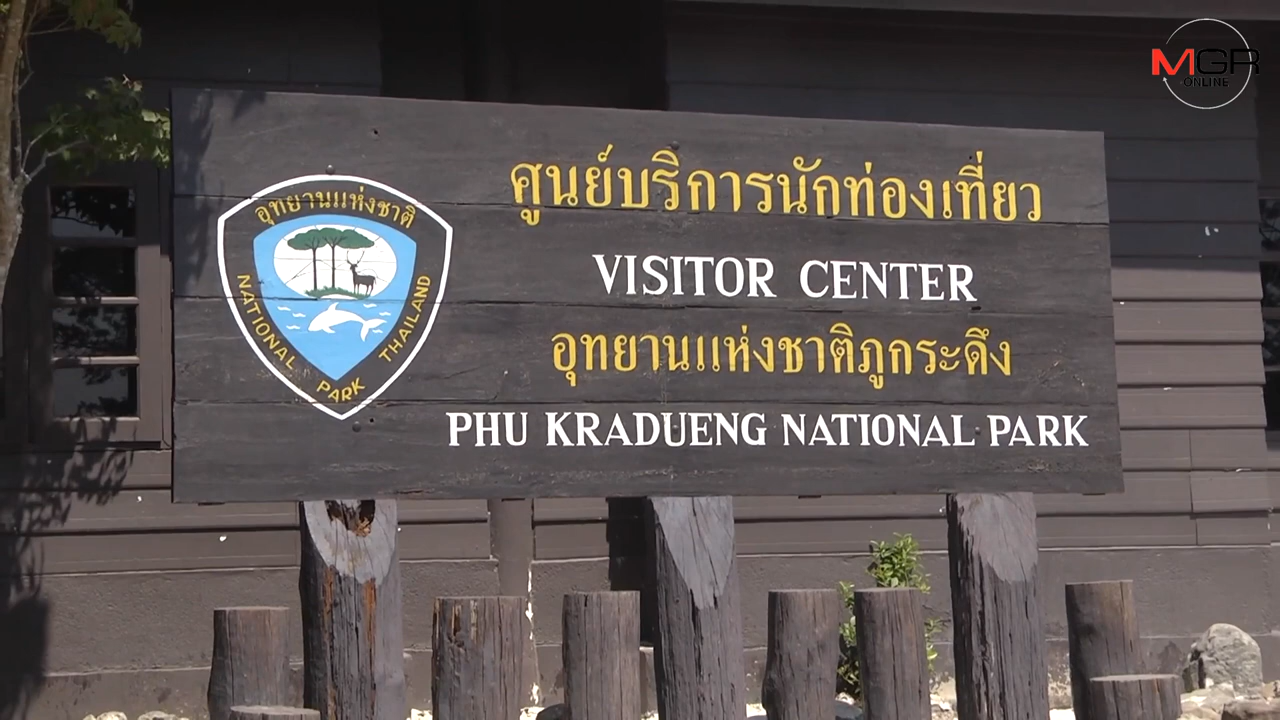 MGR
ONLINE
ศูนย์บริการนักท่องเที่ยว
VISITOR CENTER
อุทยานแห่งชาติภูกระดึง
PHU KRADUENG NATIONAL PARK
อุทยานแห่งชาติ
NATIONAL PARK THAILAND